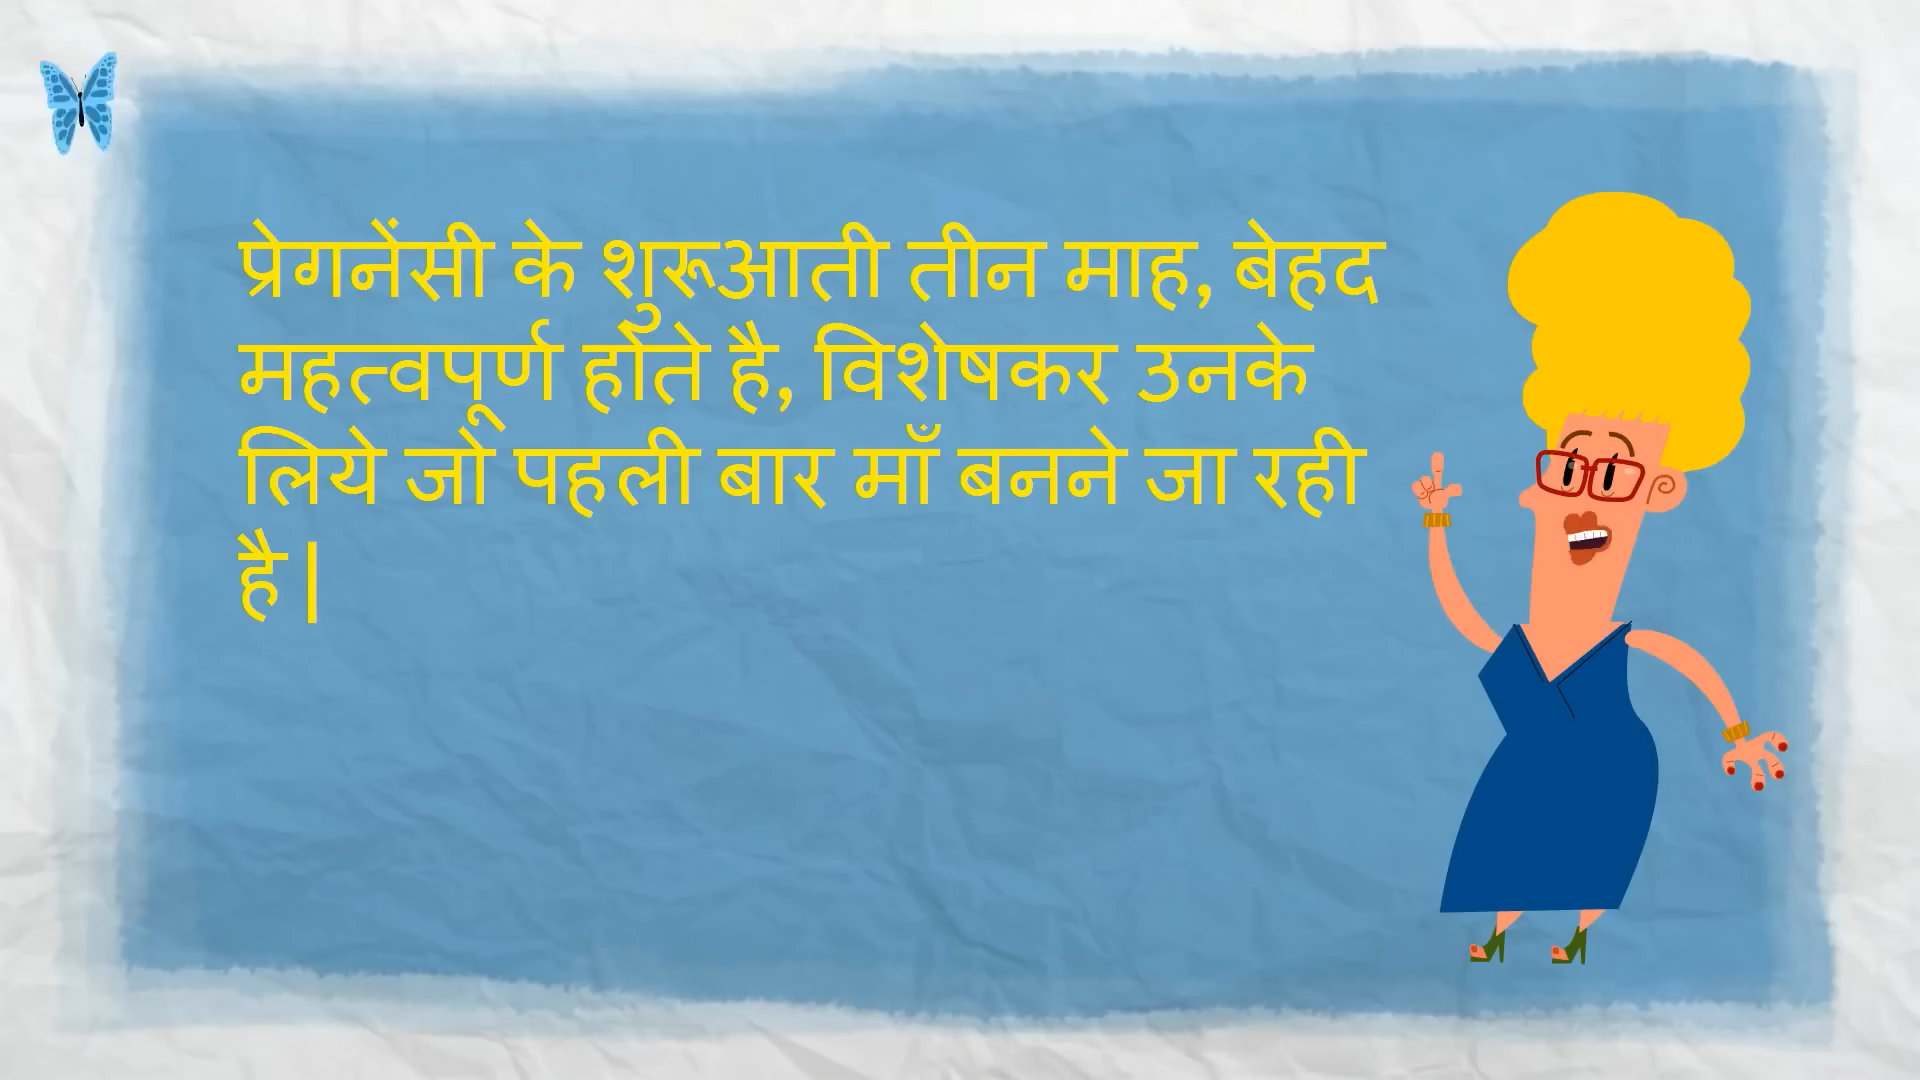 प्रेगनेंसी के शुरूआती तीन माह, बेहद
महत्वपूर्ण होते है, विशेषकर उनके
लिये जो पहली बार माँ बनने जा रही
है|